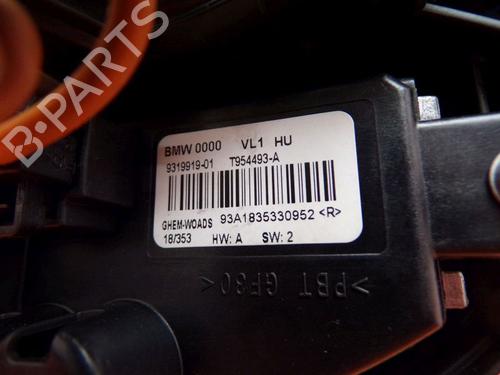 B-PARTS
BMW 0000 VL1 HU
9319919-01 T954493-A
GHEM-WOADS 93A1835330952 <R>
18/353 HW: A SW: 2
>PBT GF30<